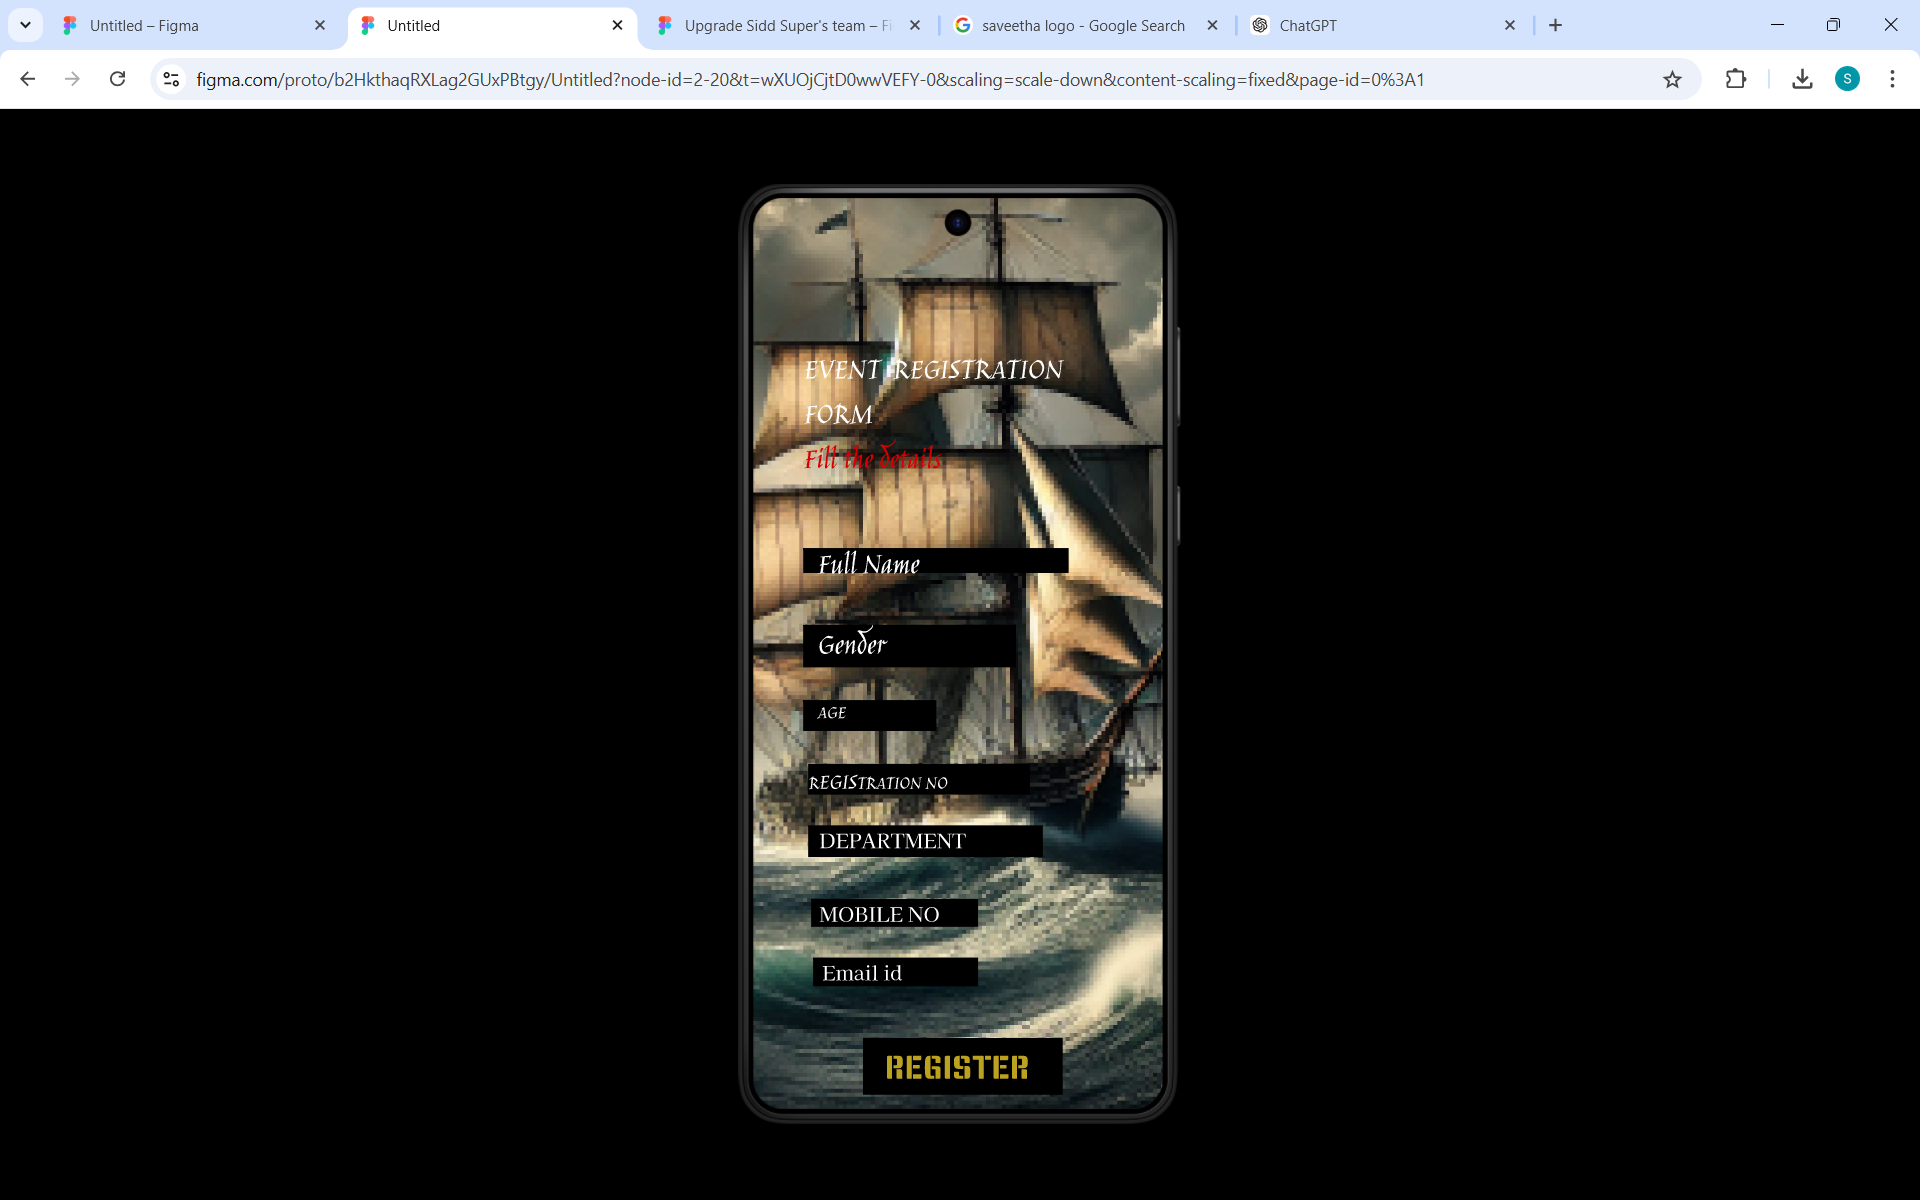 Untitled – Figma
Untitled
Upgrade Sidd Super's team – Fi
saveetha logo - Google Search
ChatGPT
figma.com/proto/b2HkthaqRXLag2GUxPBtgy/Untitled?node-id=2-20&t=wXUOjCjtD0wwVEFY-0&scaling=scale-down&content-scaling=fixed&page-id=0%3A1
S
EVENT REGISTRATION
FORM
Fill the details
Full Name
Gender
AGE
REGISTRATION NO
DEPARTMENT
MOBILE NO
Email id
REGISTER